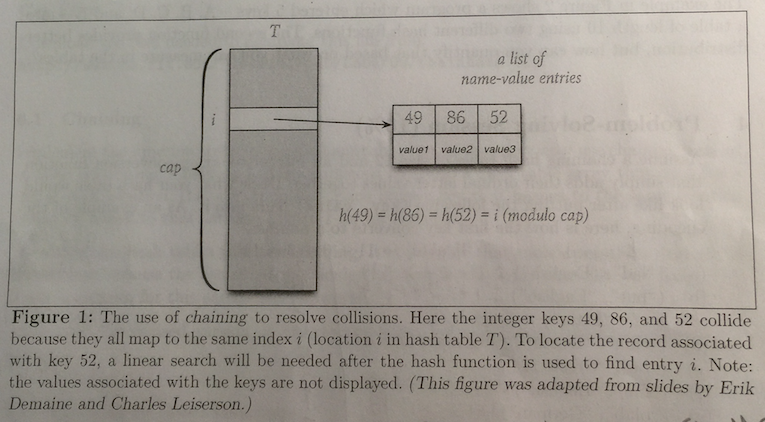 T
a list of
name-value entries
i
49 86 52
value1 value2 value3
cap
h(49) = h(86) = h(52) = i (modulo cap)
Figure 1: The use of chaining to resolve collisions. Here the integer keys 49, 86, and 52 collide
because they all map to the same index i (location i in hash table T). To locate the record associated
with key 52, a linear search will be needed after the hash function is used to find entry i. Note:
the values associated with the keys are not displayed. (This figure was adapted from slides by Erik
Demaine and Charles Leiserson.)